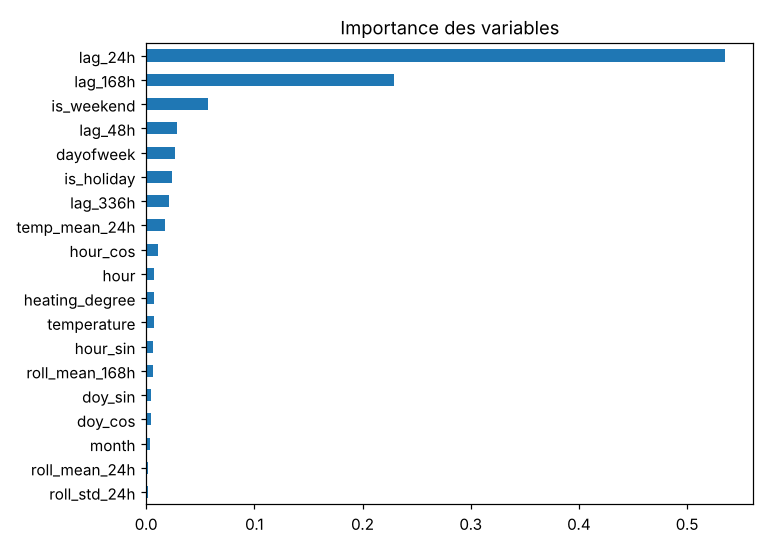 Importance des variables
lag_24h
lag_168h
is_weekend
lag_48h
dayofweek
is_holiday
lag_336h
temp_mean_24h
hour_cos
hour
heating_degree
temperature
hour_sin
roll_mean_168h
doy_sin
doy_cos
month
roll_mean_24h
roll_std_24h
0.0 0.1 0.2 0.3 0.4 0.5